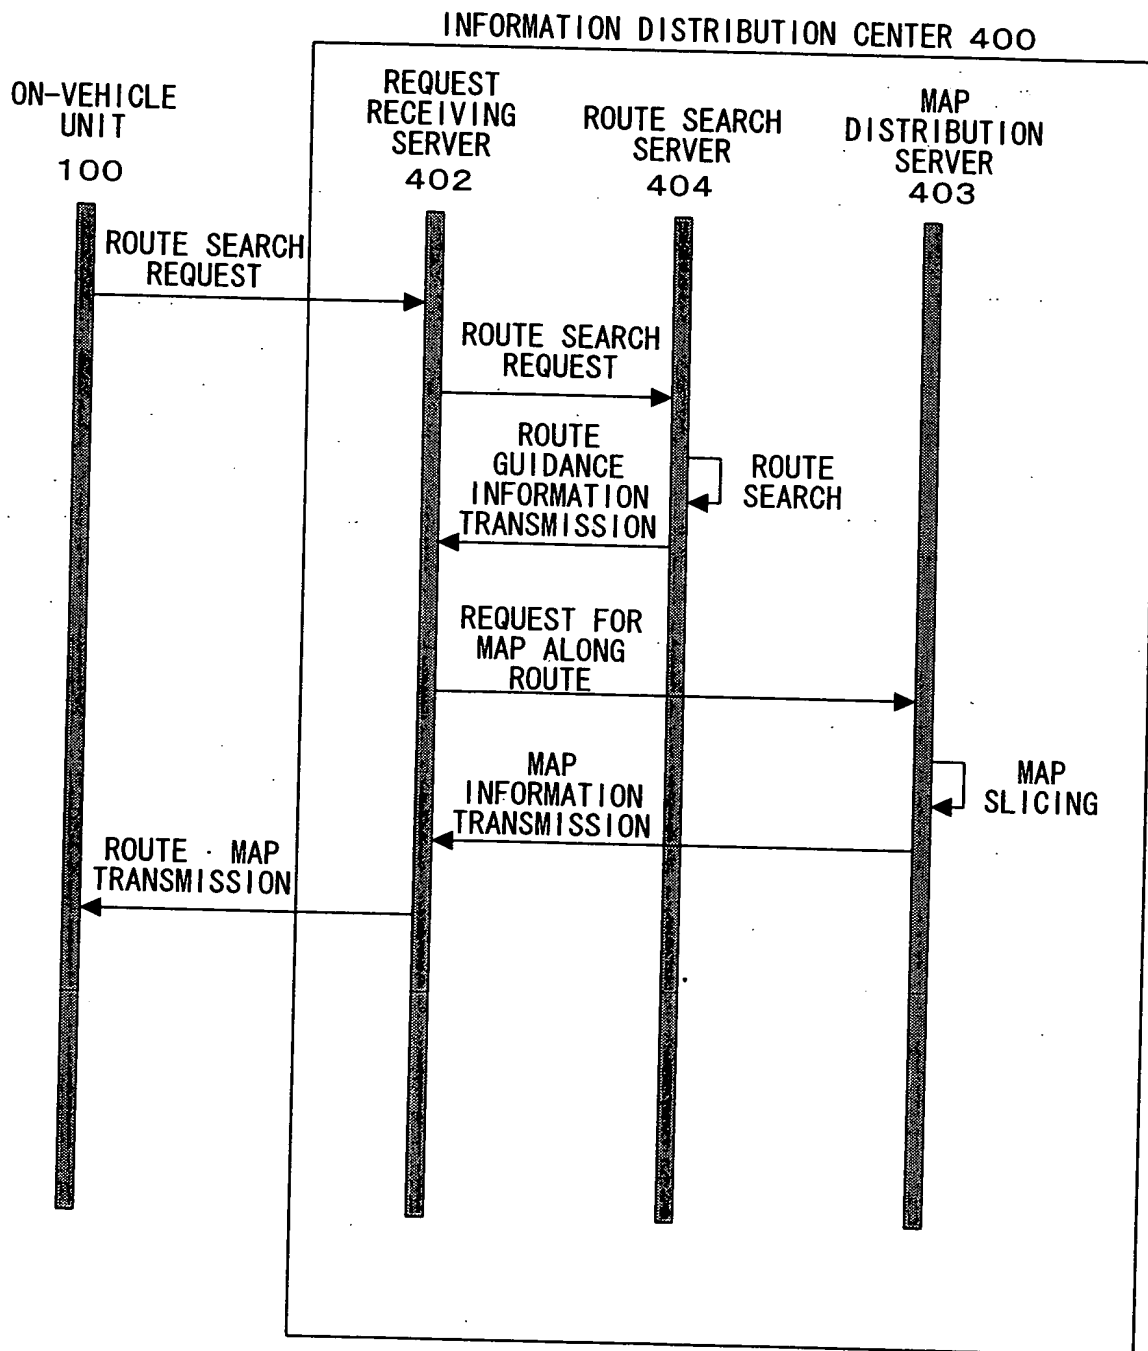 INFORMATION DISTRIBUTION CENTER 400
ON-VEHICLE
UNIT
100
REQUEST
RECEIVING
SERVER
402
ROUTE SEARCH
SERVER
404
MAP
DISTRIBUTION
SERVER
403
ROUTE SEARCH
REQUEST
ROUTE SEARCH
REQUEST
ROUTE
GUIDANCE
INFORMATION
TRANSMISSION
ROUTE
SEARCH
REQUEST FOR
MAP ALONG
ROUTE
MAP
INFORMATION
TRANSMISSION
MAP
SLICING
ROUTE · MAP
TRANSMISSION